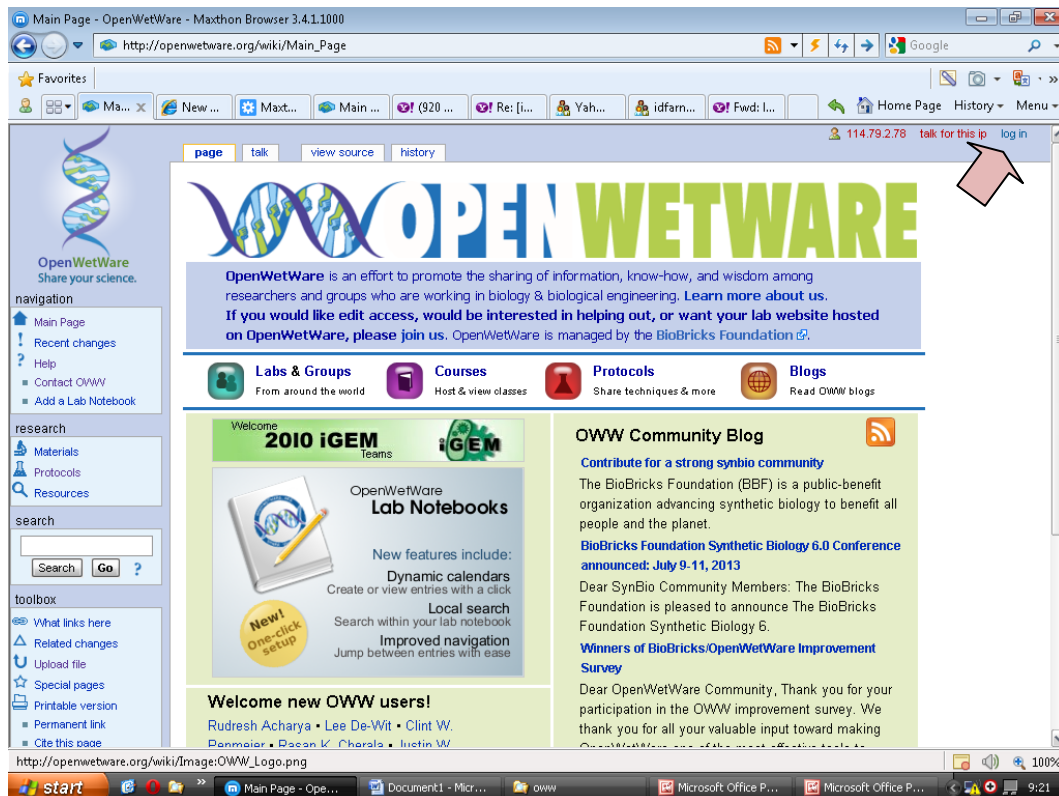 Main Page - OpenWetWare - Maxthon Browser 3.4.1.1000
http://openwetware.org/wiki/Main_Page
Google
Favorites
Ma... x
New ...
Maxt...
Main ...
(920 ...
Re: [i...
Yah...
idfarn...
Fwd: I...
Home Page History Menu
114.79.2.78 talk for this ip log in
page talk view source history
OPENWETWARE
OpenWetWare
Share your science.
OpenWetWare is an effort to promote the sharing of information, know-how, and wisdom among
researchers and groups who are working in biology & biological engineering. Learn more about us.
If you would like edit access, would be interested in helping out, or want your lab website hosted
on OpenWetWare, please join us. OpenWetWare is managed by the BioBricks Foundation.
navigation
Main Page
Recent changes
Help
Contact OWW
Add a Lab Notebook
research
Materials
Protocols
Resources
search
Search Go ?
toolbox
What links here
Related changes
Upload file
Special pages
Printable version
Permanent link
Cite this page
Labs & Groups
From around the world
Courses
Host & view classes
Protocols
Share techniques & more
Blogs
Read OWW blogs
Welcome
2010 iGEM
Teams
iGEM
OpenWetWare
Lab Notebooks
New features include:
Dynamic calendars
Create or view entries with a click
Local search
Search within your lab notebook
Improved navigation
Jump between entries with ease
New!
One-click
setup
Welcome new OWW users!
Rudresh Acharya ▪ Lee De-Wit ▪ Clint W.
Penmeier ▪ Rasan K. Cherala ▪ Justin W.
OWW Community Blog
Contribute for a strong synbio community
The BioBricks Foundation (BBF) is a public-benefit
organization advancing synthetic biology to benefit all
people and the planet.
BioBricks Foundation Synthetic Biology 6.0 Conference
announced: July 9-11, 2013
Dear SynBio Community Members: The BioBricks
Foundation is pleased to announce The BioBricks
Foundation Synthetic Biology 6.
Winners of BioBricks/OpenWetWare Improvement
Survey
Dear OpenWetWare Community, Thank you for your
participation in the OWW improvement survey. We
thank you for all your valuable input toward making
OpenWetWare one of the most effective tools to
http://openwetware.org/wiki/Image:OWW_Logo.png
100%
start
Main Page - Ope...
Document1 - Micr...
oww
Microsoft Office P...
Microsoft Office P...
9:21